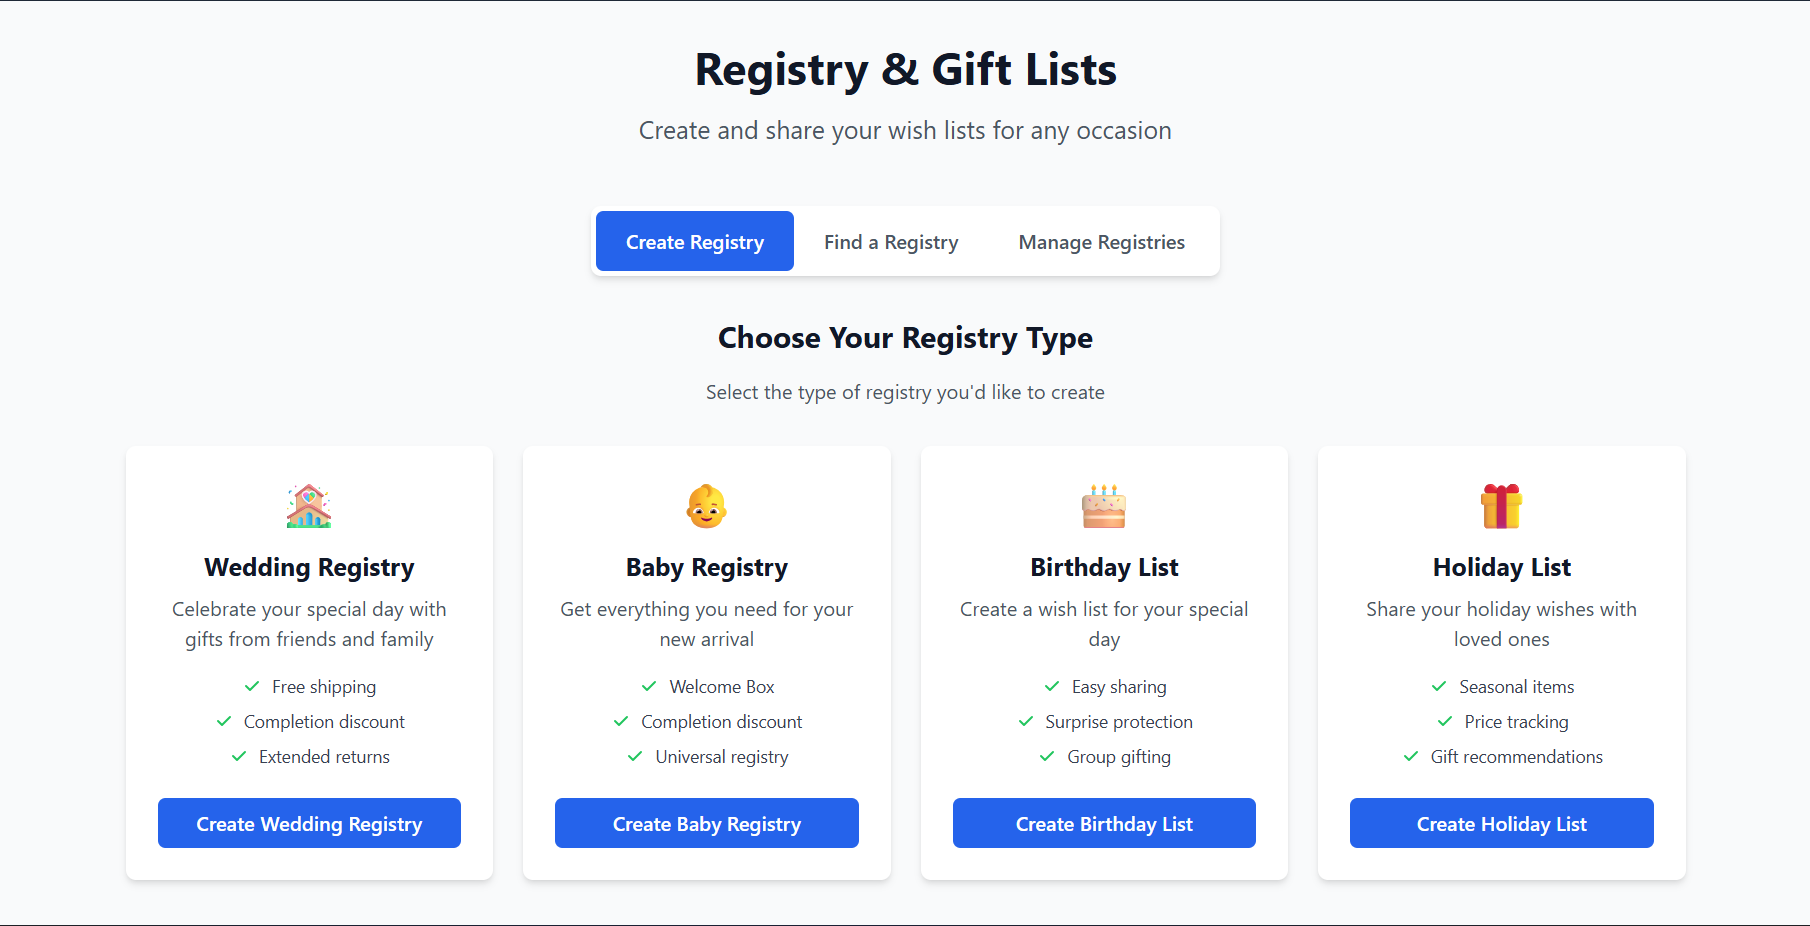 Registry & Gift Lists
Create and share your wish lists for any occasion
Create Registry
Find a Registry
Manage Registries
Choose Your Registry Type
Select the type of registry you'd like to create
Wedding Registry
Celebrate your special day with
gifts from friends and family
Free shipping
Completion discount
Extended returns
Create Wedding Registry
Baby Registry
Get everything you need for your
new arrival
Welcome Box
Completion discount
Universal registry
Create Baby Registry
Birthday List
Create a wish list for your special
day
Easy sharing
Surprise protection
Group gifting
Create Birthday List
Holiday List
Share your holiday wishes with
loved ones
Seasonal items
Price tracking
Gift recommendations
Create Holiday List